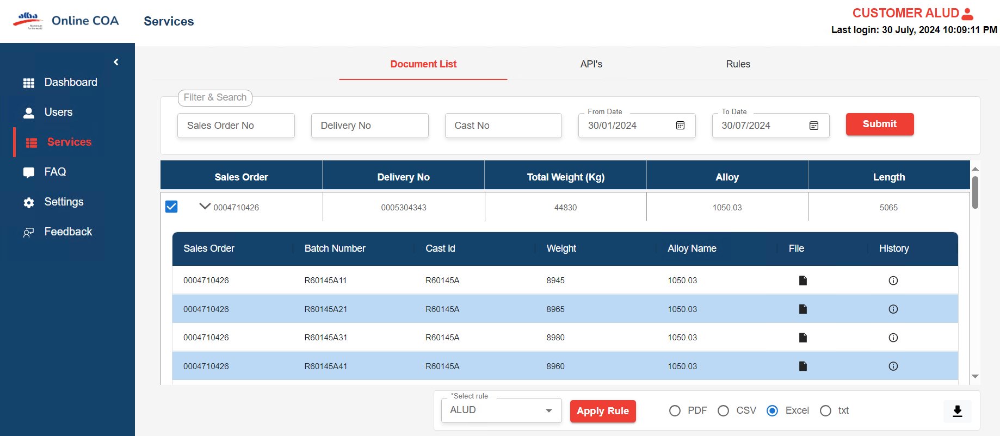 alba
Aluminium
for the world
Online COA
Services
CUSTOMER ALUD
Last login: 30 July, 2024 10:09:11 PM
Dashboard
Users
Services
FAQ
Settings
Feedback
Document List API's Rules
Filter & Search
Sales Order No
Delivery No
Cast No
From Date
30/01/2024
To Date
30/07/2024
Submit
Sales Order Delivery No Total Weight (Kg) Alloy Length
0004710426 0005304343 44830 1050.03 5065
Sales Order Batch Number Cast id Weight Alloy Name File History
0004710426 R60145A11 R60145A 8945 1050.03
0004710426 R60145A21 R60145A 8965 1050.03
0004710426 R60145A31 R60145A 8980 1050.03
0004710426 R60145A41 R60145A 8960 1050.03
*Select rule
ALUD
Apply Rule
PDF CSV Excel txt